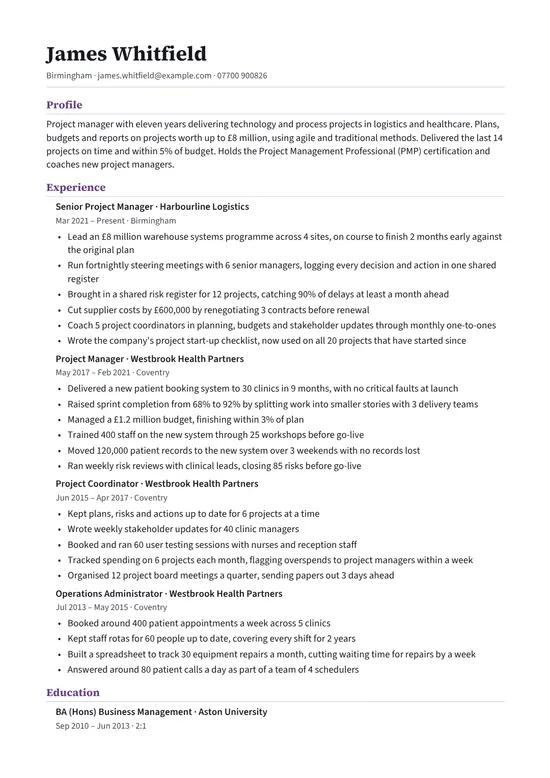 James Whitfield
Birmingham · james.whitfield@example.com · 07700 900826
Profile
Project manager with eleven years delivering technology and process projects in logistics and healthcare. Plans,
budgets and reports on projects worth up to £8 million, using agile and traditional methods. Delivered the last 14
projects on time and within 5% of budget. Holds the Project Management Professional (PMP) certification and
coaches new project managers.
Experience
Senior Project Manager · Harbourline Logistics
Mar 2021 – Present · Birmingham
• Lead an £8 million warehouse systems programme across 4 sites, on course to finish 2 months early against
the original plan
• Run fortnightly steering meetings with 6 senior managers, logging every decision and action in one shared
register
• Brought in a shared risk register for 12 projects, catching 90% of delays at least a month ahead
• Cut supplier costs by £600,000 by renegotiating 3 contracts before renewal
• Coach 5 project coordinators in planning, budgets and stakeholder updates through monthly one-to-ones
• Wrote the company's project start-up checklist, now used on all 20 projects that have started since
Project Manager · Westbrook Health Partners
May 2017 – Feb 2021 · Coventry
• Delivered a new patient booking system to 30 clinics in 9 months, with no critical faults at launch
• Raised sprint completion from 68% to 92% by splitting work into smaller stories with 3 delivery teams
• Managed a £1.2 million budget, finishing within 3% of plan
• Trained 400 staff on the new system through 25 workshops before go-live
• Moved 120,000 patient records to the new system over 3 weekends with no records lost
• Ran weekly risk reviews with clinical leads, closing 85 risks before go-live
Project Coordinator · Westbrook Health Partners
Jun 2015 – Apr 2017 · Coventry
• Kept plans, risks and actions up to date for 6 projects at a time
• Wrote weekly stakeholder updates for 40 clinic managers
• Booked and ran 60 user testing sessions with nurses and reception staff
• Tracked spending on 6 projects each month, flagging overspends to project managers within a week
• Organised 12 project board meetings a quarter, sending papers out 3 days ahead
Operations Administrator · Westbrook Health Partners
Jul 2013 – May 2015 · Coventry
• Booked around 400 patient appointments a week across 5 clinics
• Kept staff rotas for 60 people up to date, covering every shift for 2 years
• Built a spreadsheet to track 30 equipment repairs a month, cutting waiting time for repairs by a week
• Answered around 80 patient calls a day as part of a team of 4 schedulers
Education
BA (Hons) Business Management · Aston University
Sep 2010 – Jun 2013 · 2:1